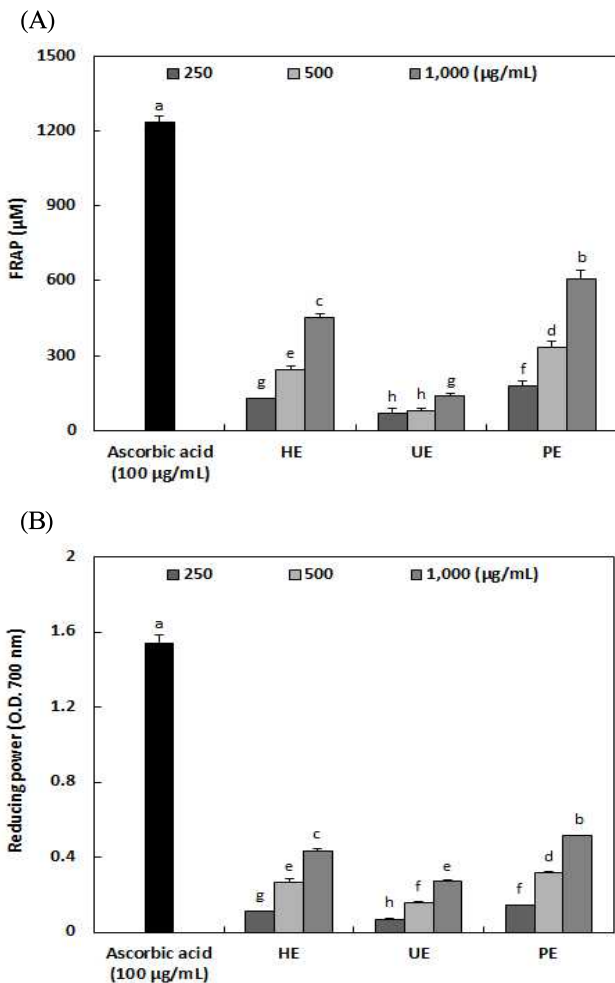 (A)
1500
250 500 1,000 (μg/mL)
a
1200
900
FRAP (μM)
b
600
c
d
300
e
f
g
g
h h
0
Ascorbic acid HE UE PE
(100 μg/mL)
(B)
2
250 500 1,000 (μg/mL)
a
1.6
1.2
Reducing power (O.D. 700 nm)
0.8
b
c
0.4
d
e
e
f
f
g
h
0
Ascorbic acid HE UE PE
(100 μg/mL)